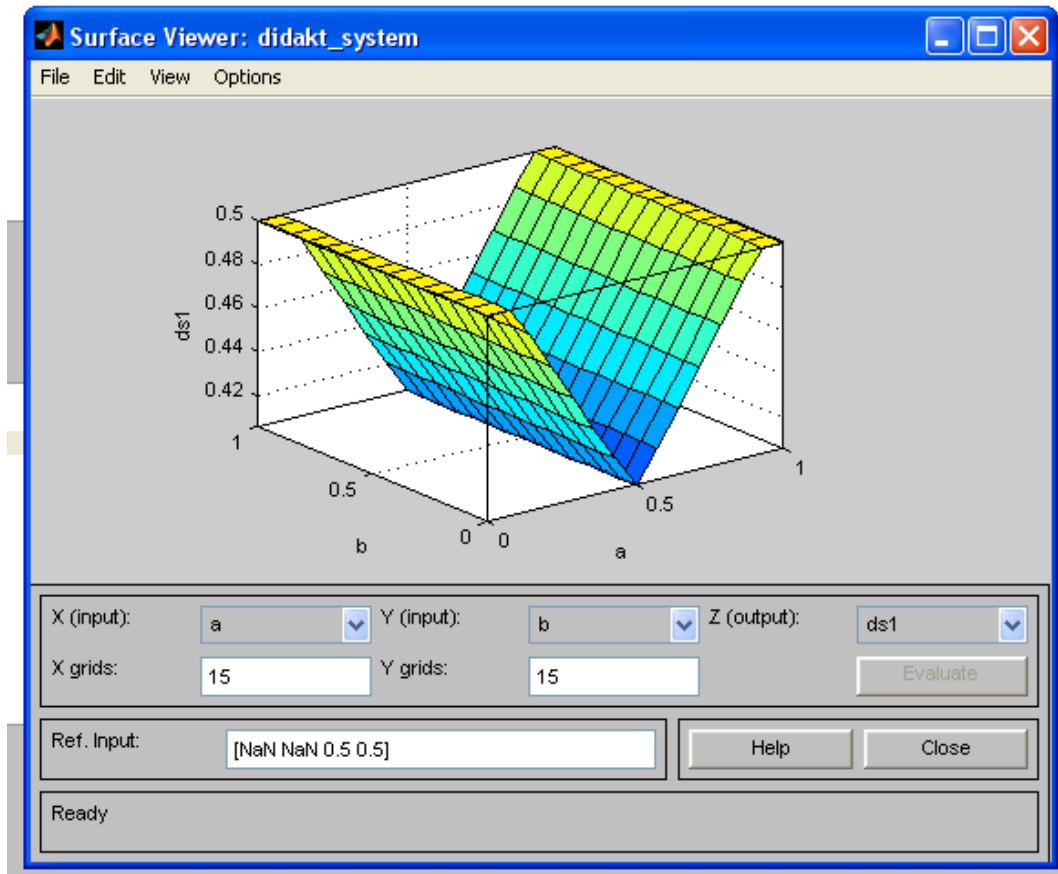 Surface Viewer: didakt_system
File Edit View Options
0.5
0.48
0.46
0.44
0.42
ds1
1
0.5
0
b
0
0.5
1
a
X (input): a Y (input): b Z (output): ds1
X grids: 15 Y grids: 15 Evaluate
Ref. Input: [NaN NaN 0.5 0.5] Help Close
Ready